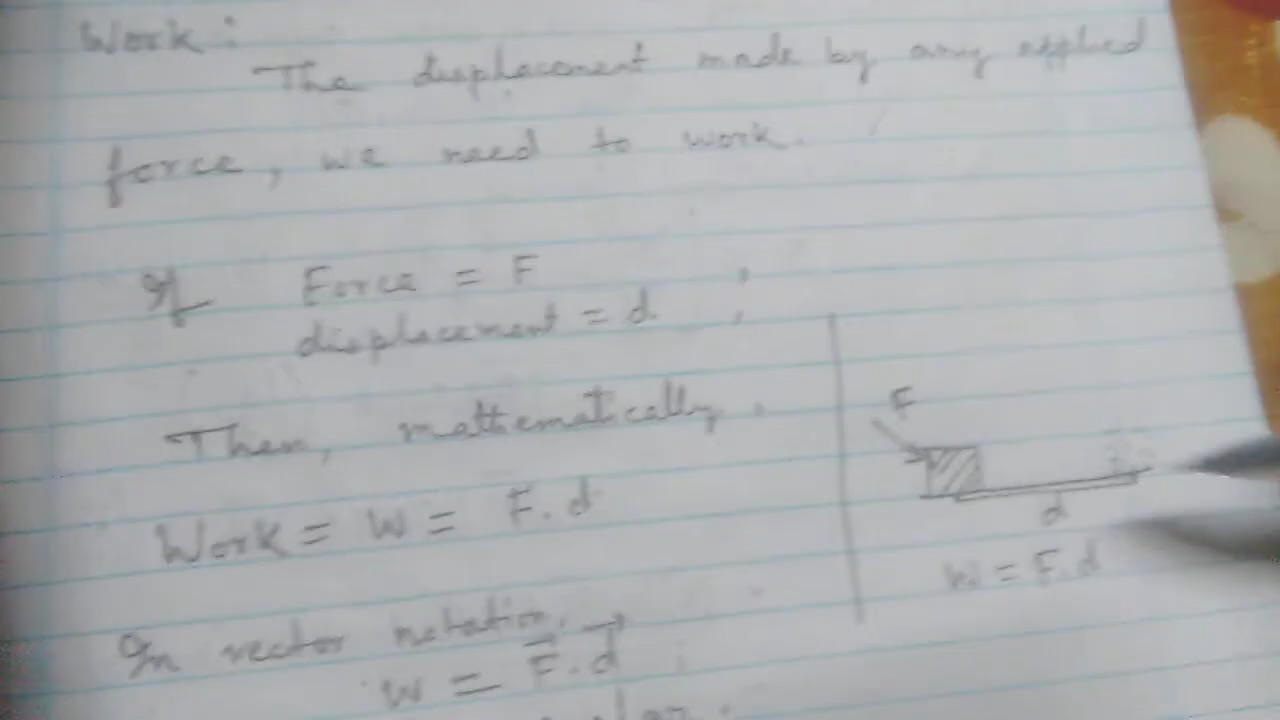 Work:
The displacement made by any applied
force, we need to work.
If Force = F ,
displacement = d ,
Then, mathematically,
Work = W = F.d
F
d
W = F.d
In vector notation,
W = F⃗.d⃗ ;